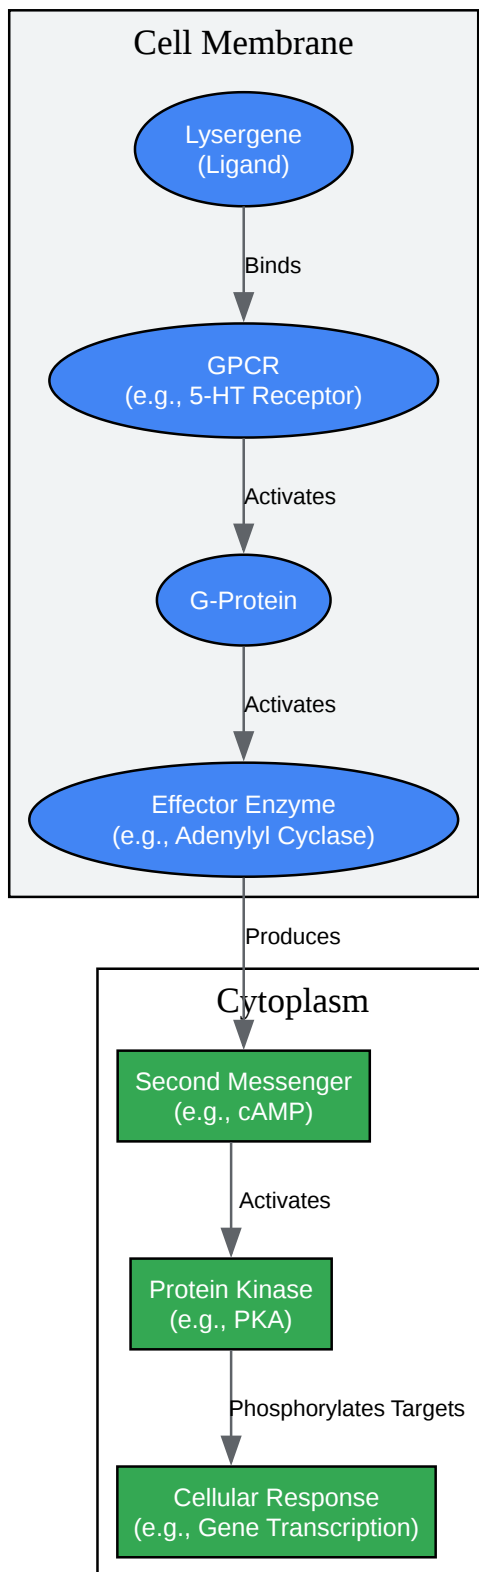 Cell Membrane
Lysergene
(Ligand)
Binds
GPCR
(e.g., 5-HT Receptor)
Activates
G-Protein
Activates
Effector Enzyme
(e.g., Adenylyl Cyclase)
Produces
Cytoplasm
Second Messenger
(e.g., cAMP)
Activates
Protein Kinase
(e.g., PKA)
Phosphorylates Targets
Cellular Response
(e.g., Gene Transcription)